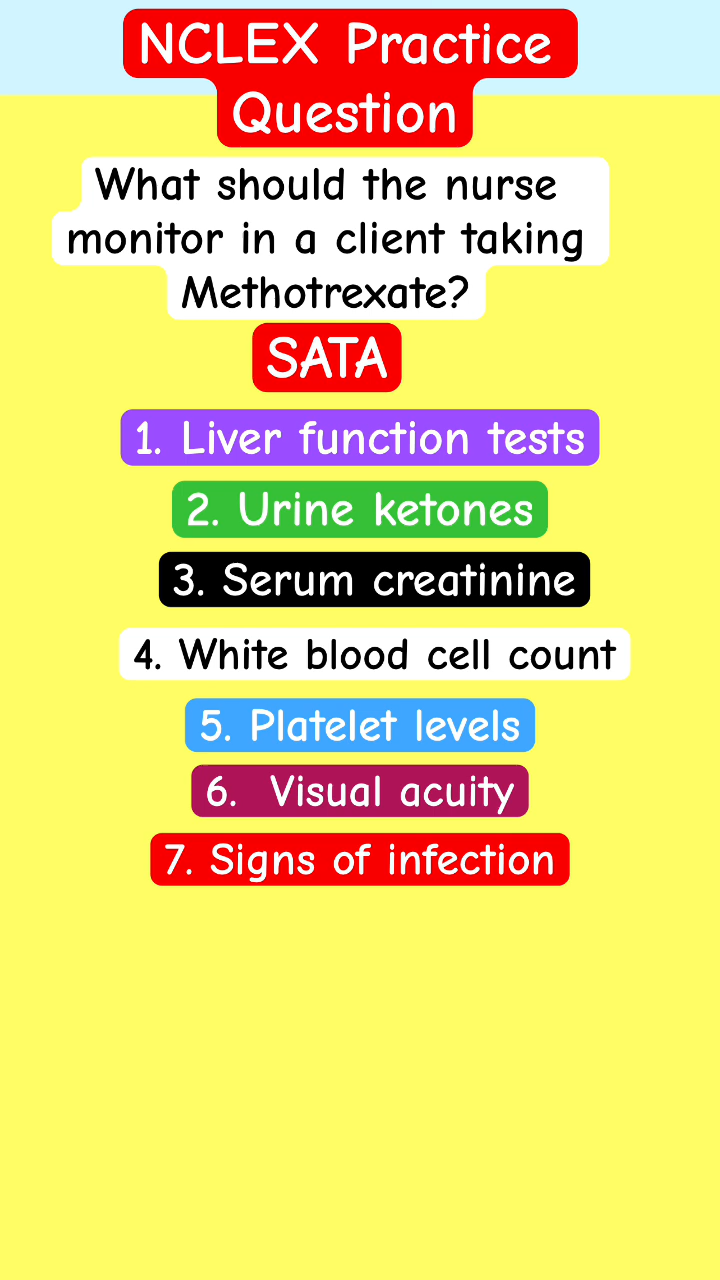 NCLEX Practice
Question
What should the nurse
monitor in a client taking
Methotrexate?
SATA
1. Liver function tests
2. Urine ketones
3. Serum creatinine
4. White blood cell count
5. Platelet levels
6. Visual acuity
7. Signs of infection